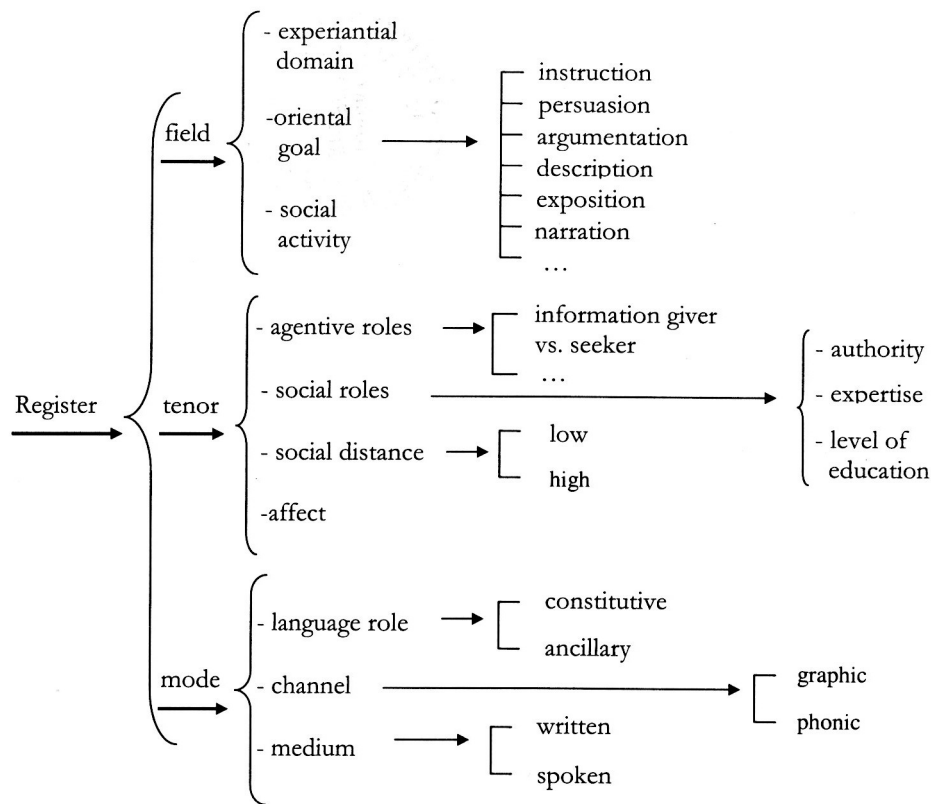 Register
field
- experiantial
domain
-oriental
goal
- social
activity
instruction
persuasion
argumentation
description
exposition
narration
…
tenor
- agentive roles
information giver
vs. seeker
…
- social roles
- authority
- expertise
- level of
education
- social distance
low
high
-affect
mode
- language role
constitutive
ancillary
- channel
graphic
phonic
- medium
written
spoken